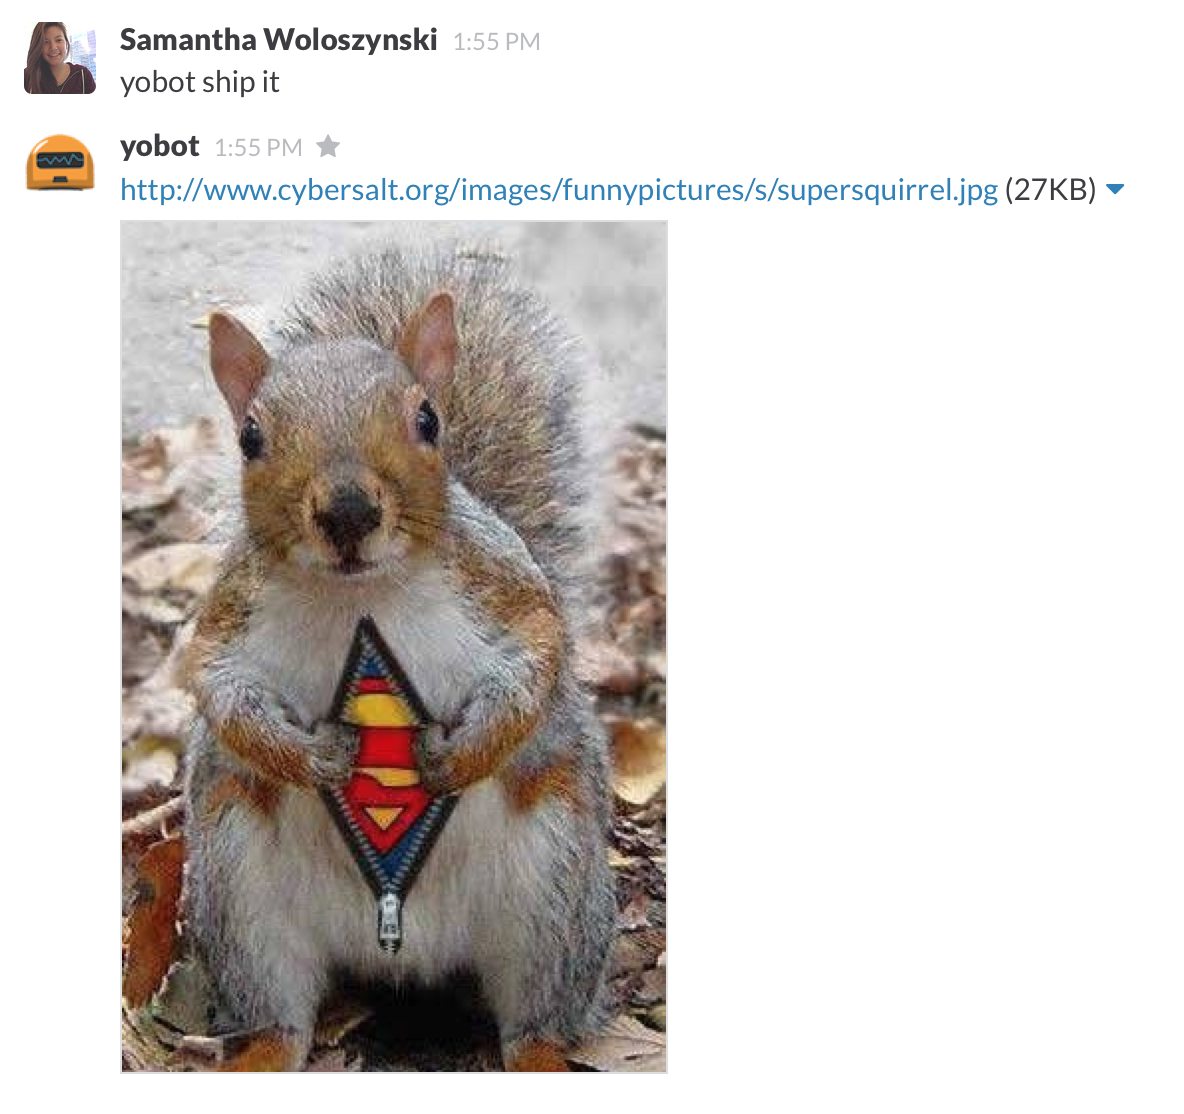 Samantha Woloszynski 1:55 PM
yobot ship it
yobot 1:55 PM
http://www.cybersalt.org/images/funnypictures/s/supersquirrel.jpg (27KB)